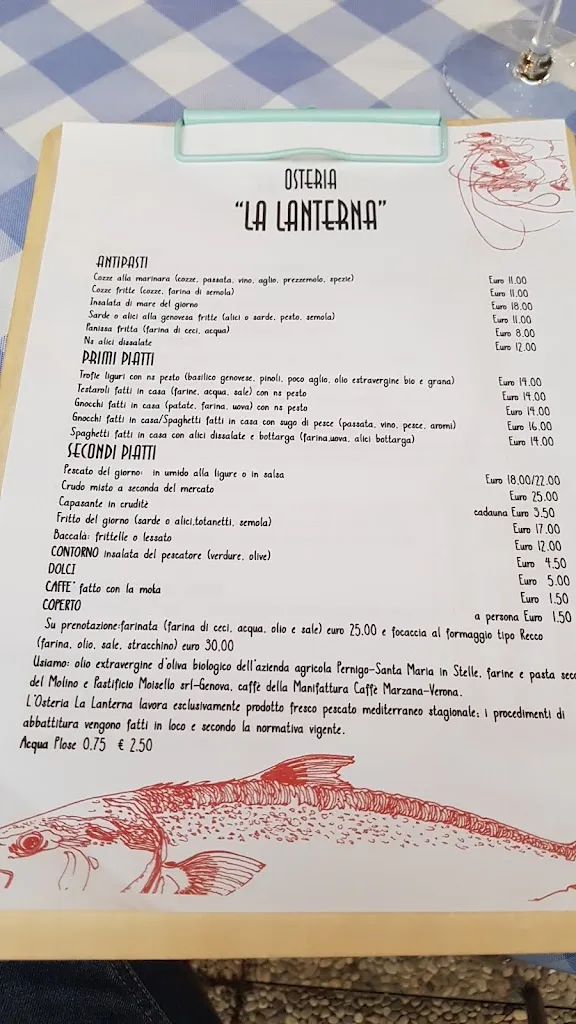 OSTERIA
"LA LANTERNA"
ANTIPASTI
Cozze alla marinara (cozze, passata, vino, aglio, prezzemolo, spezie) Euro 11.00
Cozze fritte (cozze, farina di semola) Euro 11.00
Insalata di mare del giorno Euro 18.00
Sarde o alici alla genovesa fritte (alici o sarde, pesto, semola) Euro 11.00
Panissa fritta (farina di ceci, acqua) Euro 8.00
Ns alici dissalate Euro 12.00
PRIMI PIATTI
Trofie liguri con ns pesto (basilico genovese, pinoli, poco aglio, olio estravergine bio e grana) Euro 14.00
Testaroli fatti in casa (farine, acqua, sale) con ns pesto Euro 14.00
Gnocchi fatti in casa (patate, farina, uova) con ns pesto Euro 14.00
Gnocchi fatti in casa/Spaghetti fatti in casa con sugo di pesce (passata, vino, pesce, aromi) Euro 16.00
Spaghetti fatti in casa con alici dissalate e bottarga (farina,uova, alici bottarga) Euro 14.00
SECONDI PIATTI
Pescato del giorno: in umido alla ligure o in salsa Euro 18,00/22.00
Crudo misto a seconda del mercato Euro 25.00
Capasante in crudité cadauna Euro 3.50
Fritto del giorno (sarde o alici,totanetti, semola) Euro 17.00
Baccalà: frittelle o lessato Euro 12.00
CONTORNO insalata del pescatore (verdure, olive) Euro 4.50
DOLCI Euro 5.00
CAFFE' fatto con la moka Euro 1.50
COPERTO a persona Euro 1.50
Su prenotazione:farinata (farina di ceci, acqua, olio e sale) euro 25.00 e focaccia al formaggio tipo Recco
(farina, olio, sale, stracchino) euro 30,00
Usiamo: olio extravergine d'oliva biologico dell'azienda agricola Pernigo-Santa Maria in Stelle, farine e pasta
del Molino e Pastificio Moisello srl-Genova, caffè della Manifattura Caffè Marzana-Verona.
L'Osteria La Lanterna lavora esclusivamente prodotto fresco pescato mediterraneo stagionale; i procedimenti di
abbattitura vengono fatti in loco e secondo la normativa vigente.
Acqua Plose 0.75 € 2.50